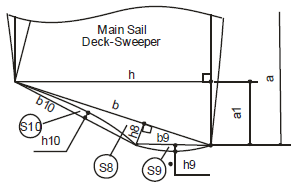 Main Sail
Deck-Sweeper
h
a
b10
b
a1
S10
h8
b9
h10
S8
S9
h9